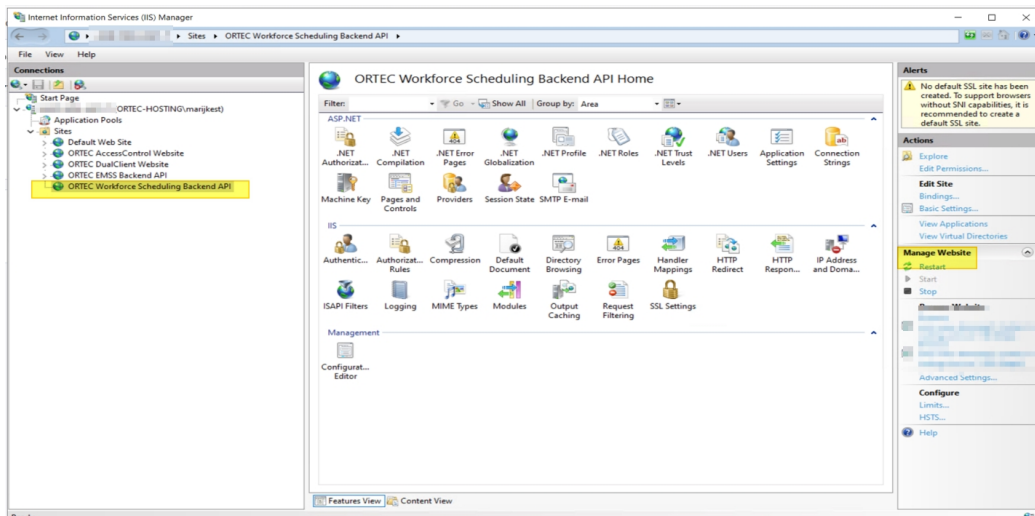 Internet Information Services (IIS) Manager
Sites ORTEC Workforce Scheduling Backend API
File View Help
Connections
Start Page
ORTEC-HOSTING\marijkest)
Application Pools
Sites
Default Web Site
ORTEC AccessControl Website
ORTEC DualClient Website
ORTEC EMSS Backend API
ORTEC Workforce Scheduling Backend API
ORTEC Workforce Scheduling Backend API Home
Filter: Go Show All Group by: Area
ASP.NET
.NET Authorizat...
.NET Compilation
.NET Error Pages
.NET Globalization
.NET Profile
.NET Roles
.NET Trust Levels
.NET Users
Application Settings
Connection Strings
Machine Key
Pages and Controls
Providers
Session State
SMTP E-mail
IIS
Authentic...
Authorizat... Rules
Compression
Default Document
Directory Browsing
Error Pages
Handler Mappings
HTTP Redirect
HTTP Respon...
IP Address and Doma...
ISAPI Filters
Logging
MIME Types
Modules
Output Caching
Request Filtering
SSL Settings
Management
Configurat... Editor
Features View Content View
Alerts
No default SSL site has been
created. To support browsers
without SNI capabilities, it is
recommended to create a
default SSL site.
Actions
Explore
Edit Permissions...
Edit Site
Bindings...
Basic Settings...
View Applications
View Virtual Directories
Manage Website
Restart
Start
Stop
Advanced Settings...
Configure
Limits...
HSTS...
Help